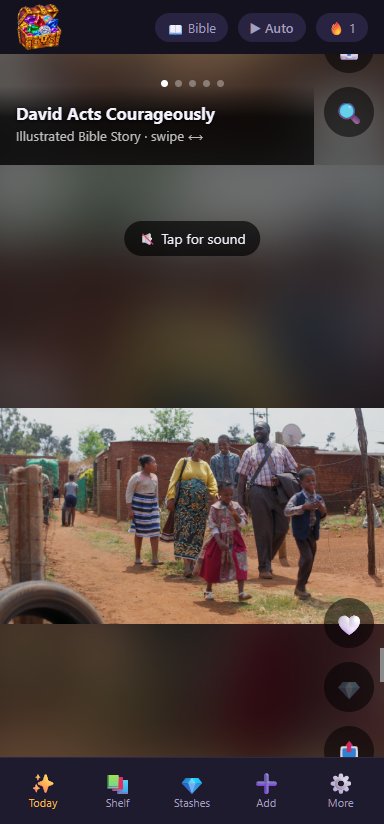 Bible
Auto
1
David Acts Courageously
Illustrated Bible Story · swipe ↔
Tap for sound
Today
Shelf
Stashes
Add
More